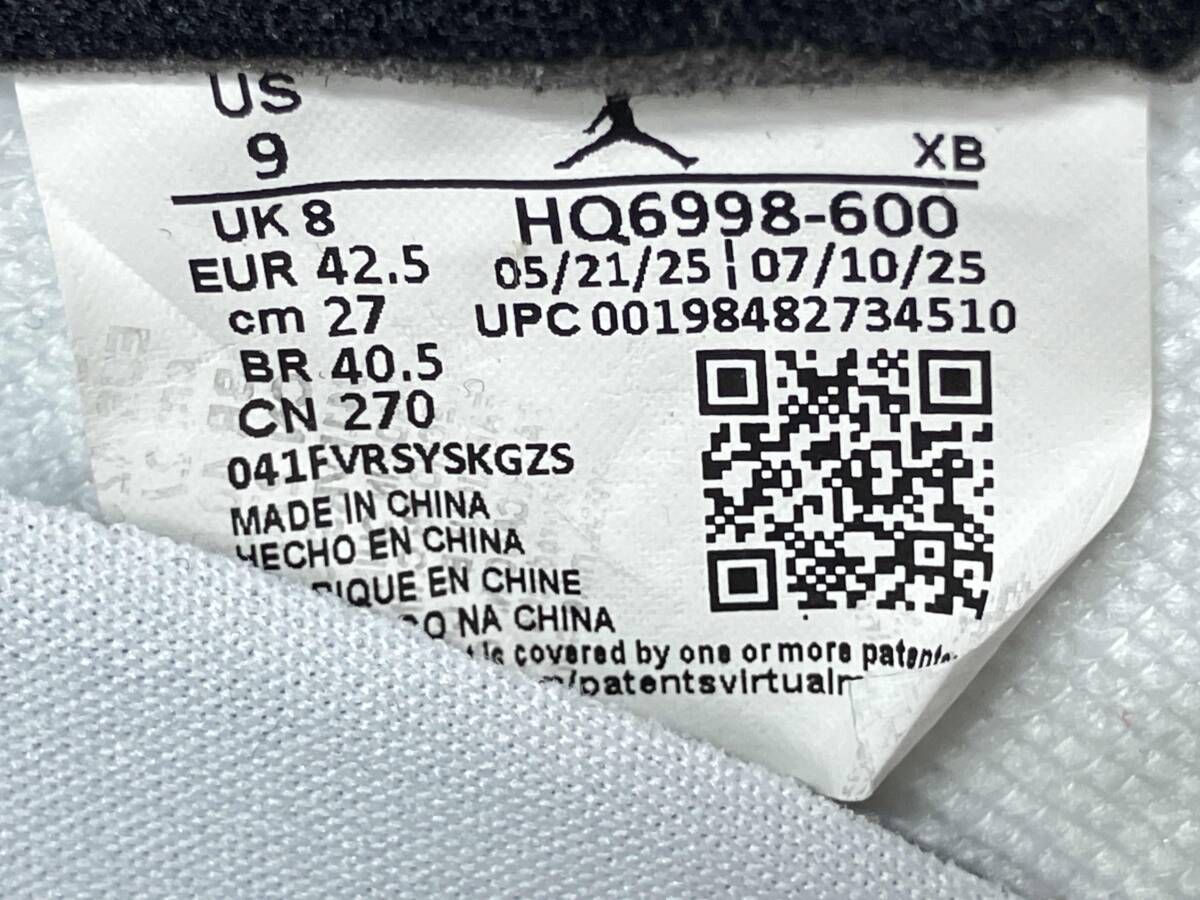 US
9
XB
UK 8
HQ6998-600
EUR 42.5
05/21/25 ¦ 07/10/25
cm 27
UPC 00198482734510
BR 40.5
CN 270
041FVRSYSKGZS
MADE IN CHINA
HECHO EN CHINA
EN CHINE
NA CHINA
covered by one or more